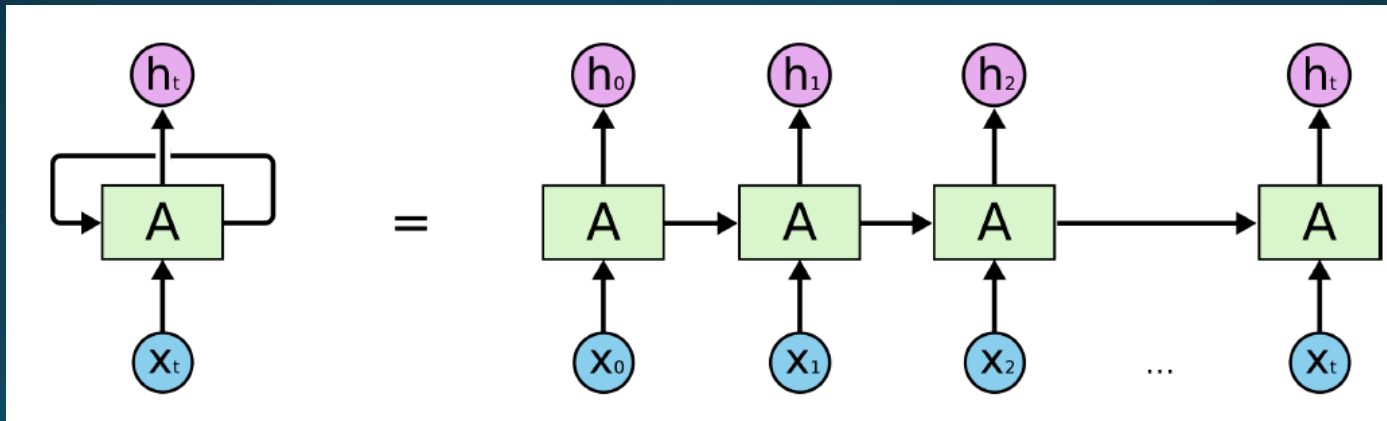 hₜ h₀ h₁ h₂ hₜ
A = A A A A
xₜ x₀ x₁ x₂ ... xₜ